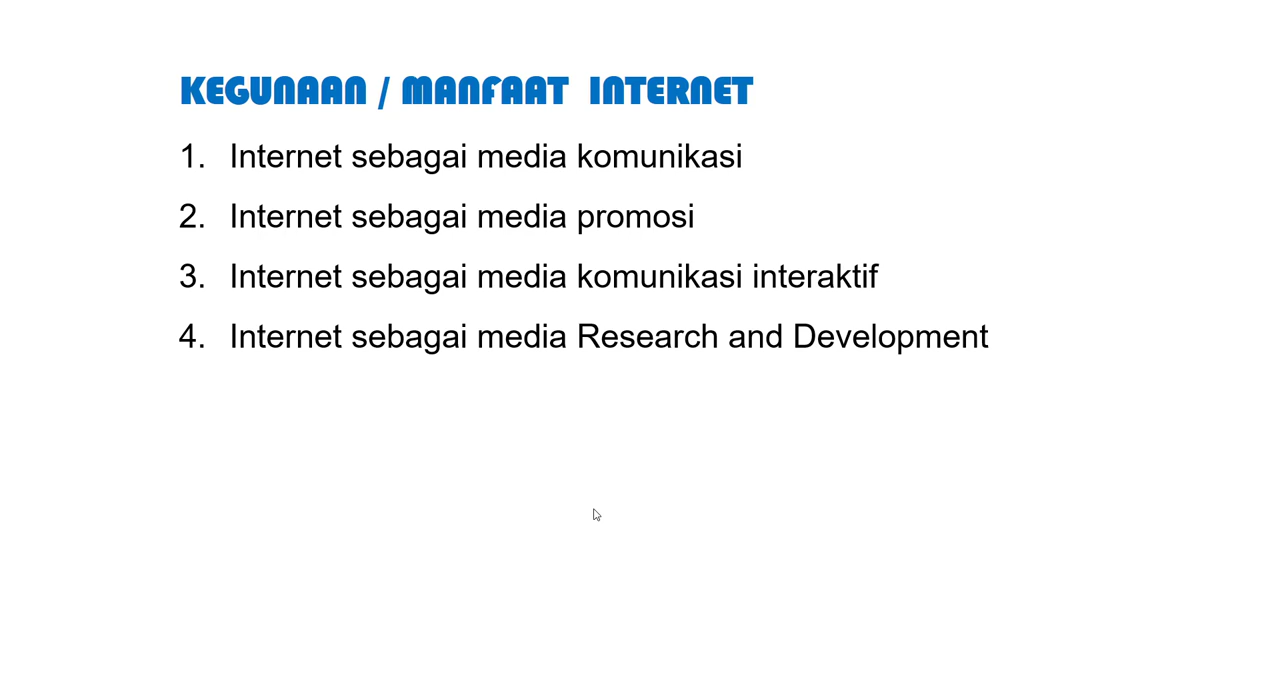 KEGUNAAN / MANFAAT INTERNET
1. Internet sebagai media komunikasi
2. Internet sebagai media promosi
3. Internet sebagai media komunikasi interaktif
4. Internet sebagai media Research and Development